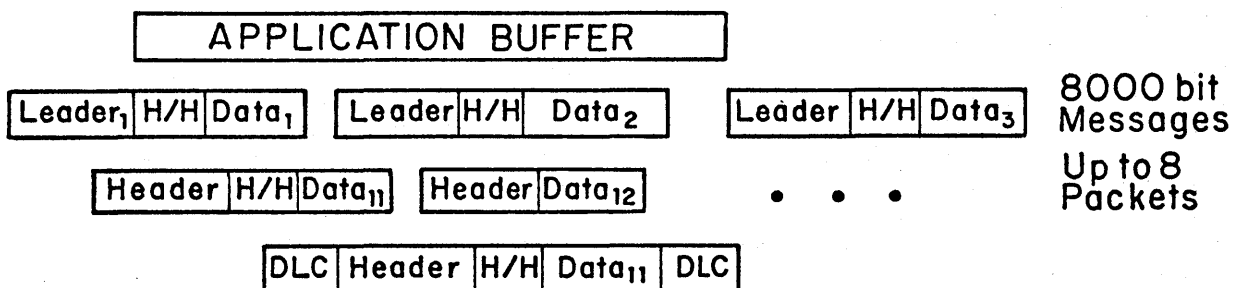 APPLICATION BUFFER
Leader₁ H/H Data₁ Leader H/H Data₂ Leader H/H Data₃ 8000 bit Messages
Header H/H Data₁₁ Header Data₁₂ • • • Up to 8 Packets
DLC Header H/H Data₁₁ DLC